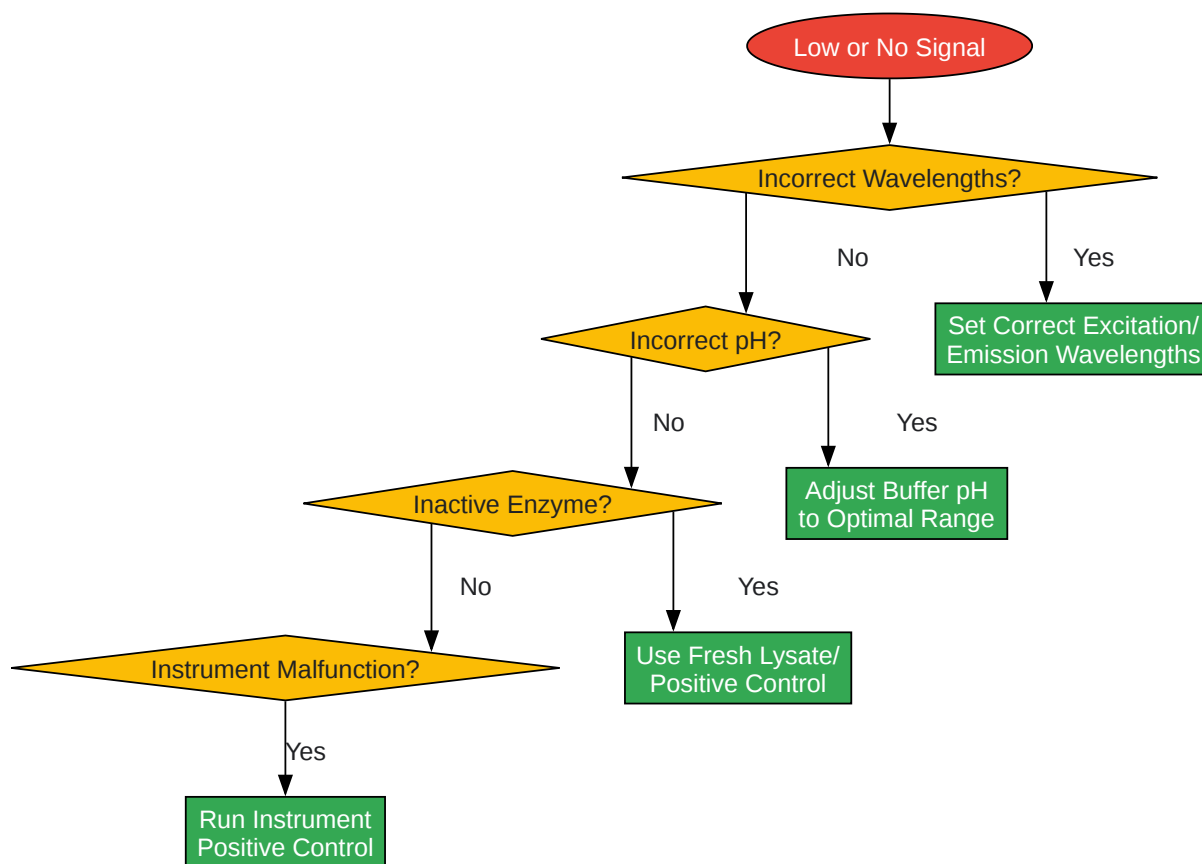 Low or No Signal
Incorrect Wavelengths?
No
Yes
Set Correct Excitation/
Emission Wavelengths
Incorrect pH?
No
Yes
Adjust Buffer pH
to Optimal Range
Inactive Enzyme?
No
Yes
Use Fresh Lysate/
Positive Control
Instrument Malfunction?
Yes
Run Instrument
Positive Control